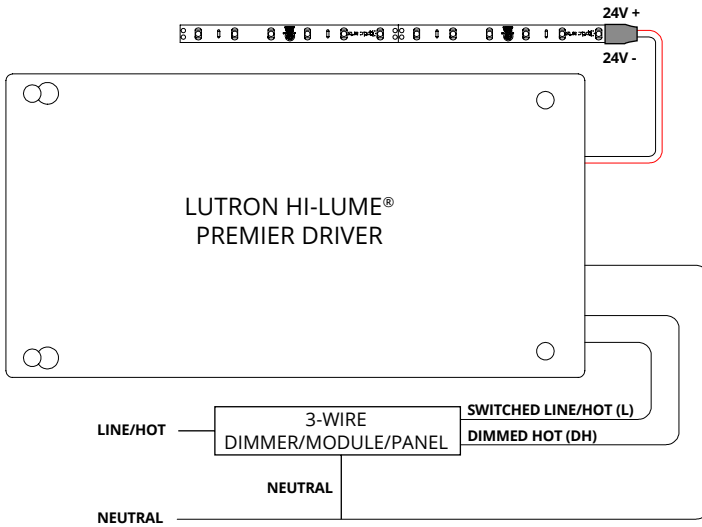 24V +
24V -
LUTRON HI-LUME®
PREMIER DRIVER
SWITCHED LINE/HOT (L)
3-WIRE
LINE/HOT
DIMMER/MODULE/PANEL
DIMMED HOT (DH)
NEUTRAL
NEUTRAL